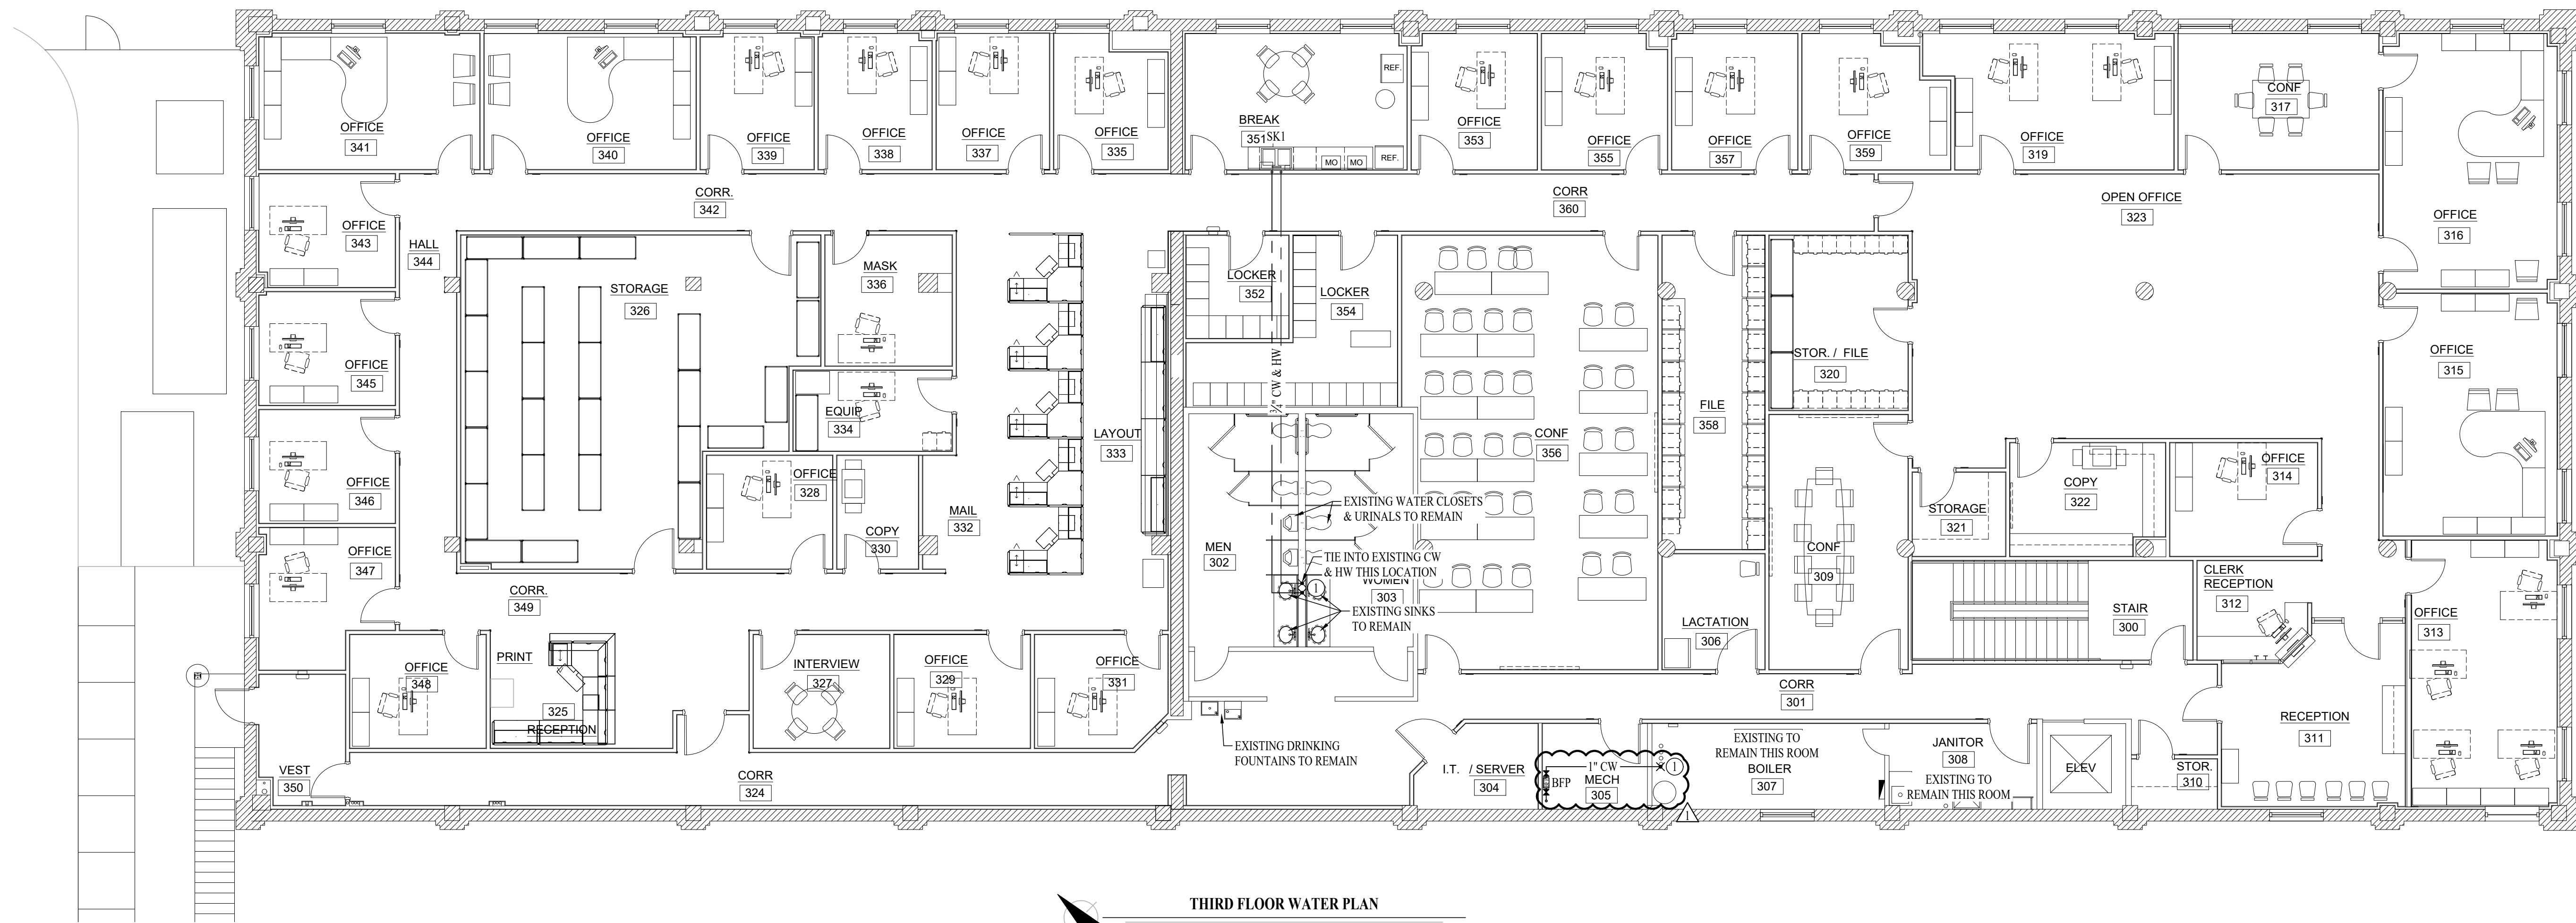 OFFICE
341
OFFICE
340
OFFICE
339
OFFICE
338
OFFICE
337
OFFICE
335
BREAK
351
SK1
REF.
MO
MO
REF.
OFFICE
353
OFFICE
355
OFFICE
357
OFFICE
359
OFFICE
319
CONF
317
OFFICE
316
OFFICE
343
HALL
344
CORR.
342
CORR
360
OPEN OFFICE
323
STORAGE
326
MASK
336
LOCKER
352
LOCKER
354
3/4" CW & HW
OFFICE
345
EQUIP
334
LAYOUT
333
CONF
356
FILE
358
STOR. / FILE
320
OFFICE
315
OFFICE
346
OFFICE
328
COPY
330
MAIL
332
EXISTING WATER CLOSETS
& URINALS TO REMAIN
STORAGE
321
COPY
322
OFFICE
314
OFFICE
347
MEN
302
TIE INTO EXISTING CW
& HW THIS LOCATION
1
WOMEN
303
EXISTING SINKS
TO REMAIN
CONF
309
CORR.
349
LACTATION
306
STAIR
300
CLERK
RECEPTION
312
OFFICE
313
OFFICE
348
PRINT
325
RECEPTION
INTERVIEW
327
OFFICE
329
OFFICE
331
CORR
301
RECEPTION
311
EXISTING DRINKING
FOUNTAINS TO REMAIN
VEST
350
CORR
324
I.T. / SERVER
304
1" CW
1
BFP
MECH
305
1
EXISTING TO
REMAIN THIS ROOM
BOILER
307
JANITOR
308
EXISTING TO
REMAIN THIS ROOM
ELEV
STOR.
310
THIRD FLOOR WATER PLAN